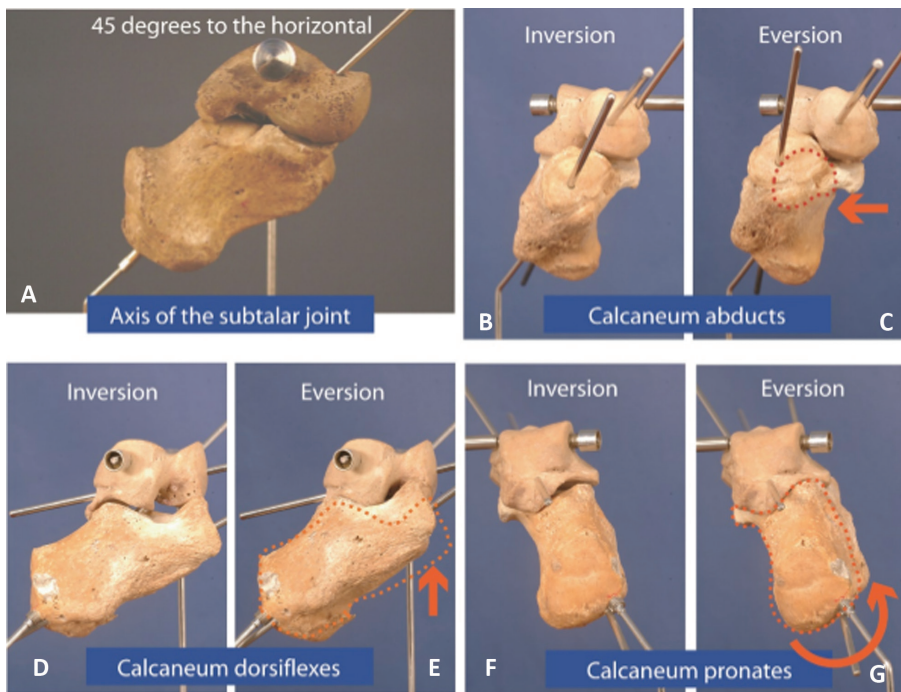 45 degrees to the horizontal
A
Axis of the subtalar joint
Inversion
Eversion
B
Calcaneum abducts
C
Inversion
Eversion
D
Calcaneum dorsiflexes
E
Inversion
Eversion
F
Calcaneum pronates
G